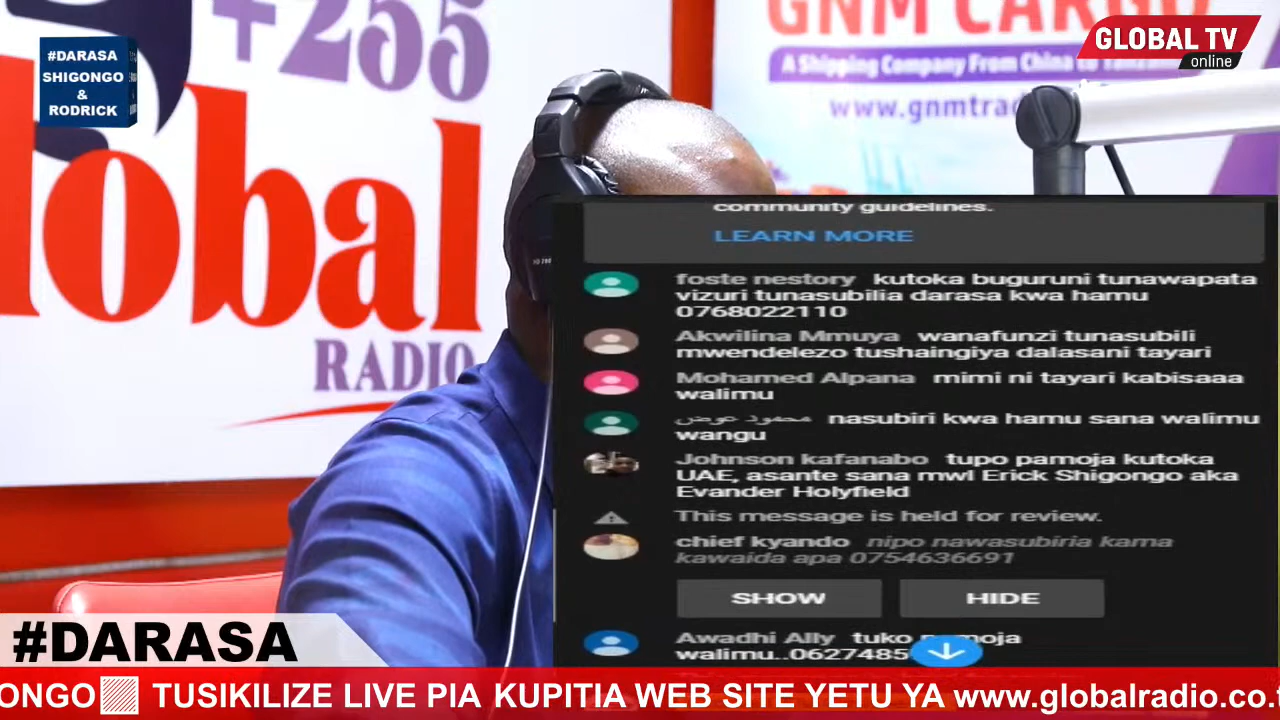 +255
Global
RADIO
#DARASA
SHIGONGO
&
RODRICK
GNM CARGO
A Shipping Company From China to
www.gnmtrad
GLOBAL TV
online
community guidelines.
LEARN MORE
foste nestory kutoka buguruni tunawapata
vizuri tunasubilia darasa kwa hamu
0768022110
Akwilina Mmuya wanafunzi tunasubili
mwendelezo tushaingiya dalasani tayari
Mohamed Alpana mimi ni tayari kabisaaa
walimu
محمود عوض nasubiri kwa hamu sana walimu
wangu
Johnson kafanabo tupo pamoja kutoka
UAE, asante sana mwl Erick Shigongo aka
Evander Holyfield
This message is held for review.
chief kyando nipo nawasubiria kama
kawaida apa 0754636691
SHOW HIDE
Awadhi Ally tuko pamoja
walimu..0627485
#DARASA
ONGO TUSIKILIZE LIVE PIA KUPITIA WEB SITE YETU YA www.globalradio.co.t